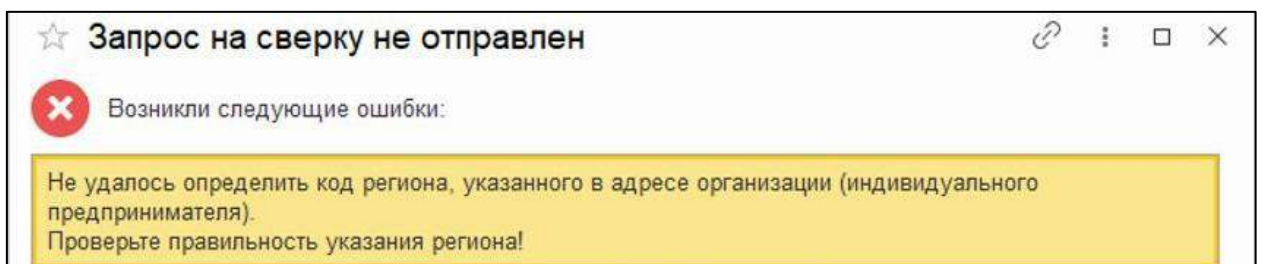 Запрос на сверку не отправлен
Возникли следующие ошибки:
Не удалось определить код региона, указанного в адресе организации (индивидуального
предпринимателя).
Проверьте правильность указания региона!